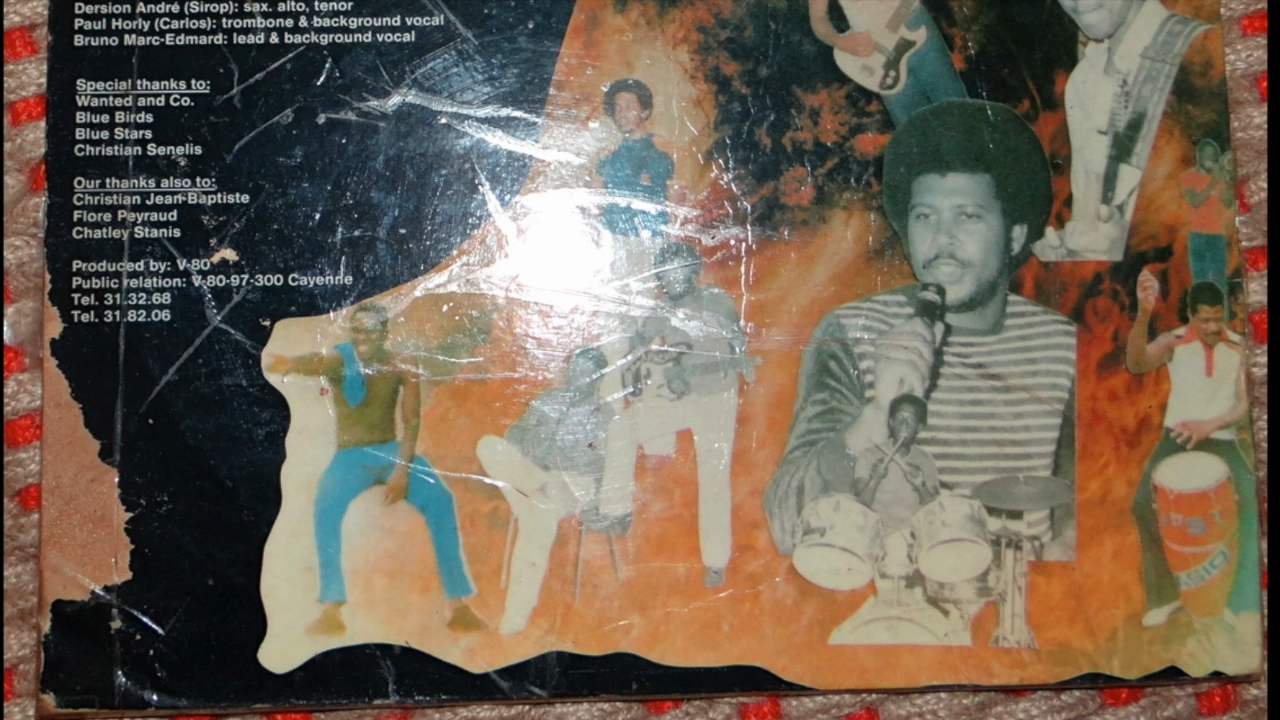 Dersion André (Sirop): sax. alto, tenor
Paul Horly (Carlos): trombone & background vocal
Bruno Marc-Edmard: lead & background vocal
Special thanks to:
Wanted and Co.
Blue Birds
Blue Stars
Christian Senelis
Our thanks also to:
Christian Jean-Baptiste
Flore Peyraud
Chatley Stanis
Produced by: V-80
Public relation: V-80-97-300 Cayenne
Tel. 31.32.68
Tel. 31.82.06